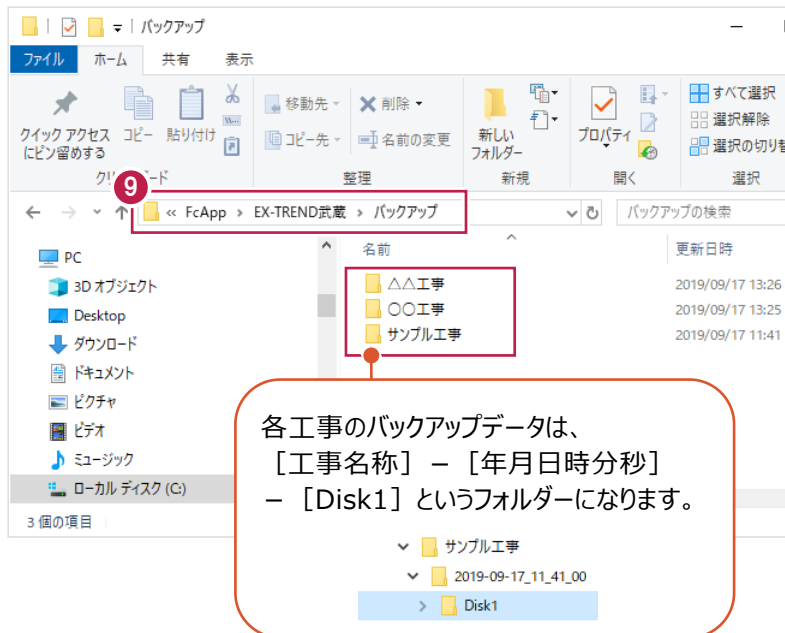 バックアップ
ファイル ホーム 共有 表示
クイック アクセス
にピン留めする
コピー 貼り付け
移動先 削除
コピー先 名前の変更
新しい
フォルダー
プロパティ
すべて選択
選択解除
選択の切り替
整理 新規 開く 選択
9
« FcApp > EX-TREND武蔵 > バックアップ
バックアップの検索
名前 更新日時
PC
3D オブジェクト
Desktop
ダウンロード
ドキュメント
ピクチャ
ビデオ
ミュージック
ローカル ディスク (C:)
△△工事 2019/09/17 13:26
〇〇工事 2019/09/17 13:25
サンプル工事 2019/09/17 11:41
3 個の項目
各工事のバックアップデータは、
［工事名称］－［年月日時分秒］
－［Disk1］というフォルダーになります。
サンプル工事
2019-09-17_11_41_00
Disk1